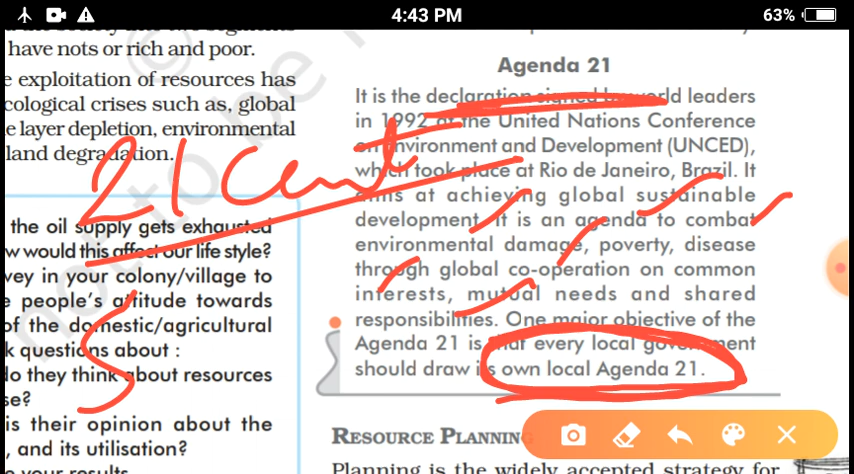 4:43 PM
63%
have nots or rich and poor.
e exploitation of resources has
cological crises such as, global
e layer depletion, environmental
land degradation.
21 Cent
the oil supply gets exhausted
w would this affect our life style?
vey in your colony/village to
e people's attitude towards
of the domestic/agricultural
k questions about :
do they think about resources
se?
is their opinion about the
, and its utilisation?
e your results
Agenda 21
It is the declaration signed by world leaders
in 1992 at the United Nations Conference
on Environment and Development (UNCED),
which took place at Rio de Janeiro, Brazil. It
aims at achieving global sustainable
development. It is an agenda to combat
environmental damage, poverty, disease
through global co-operation on common
interests, mutual needs and shared
responsibilities. One major objective of the
Agenda 21 is that every local government
should draw its own local Agenda 21.
RESOURCE PLANNING
Planning is the widely accepted strategy for